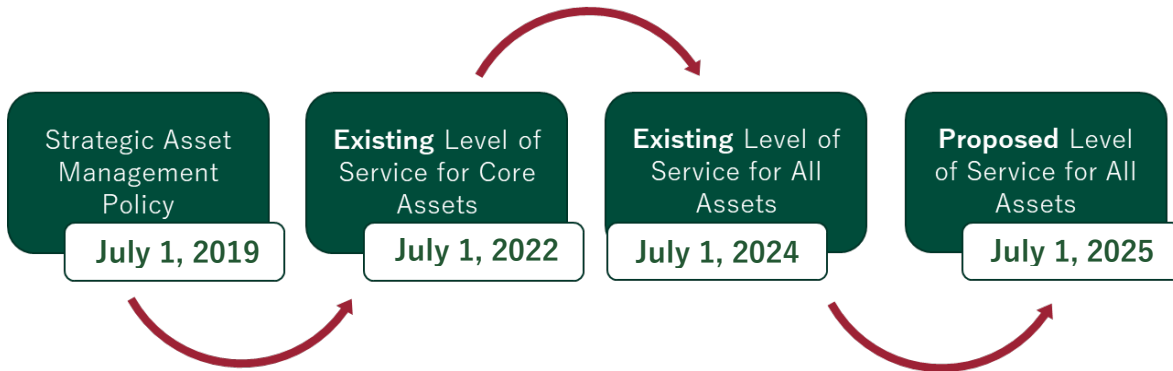 Strategic Asset
Management
Policy
July 1, 2019
Existing Level of
Service for Core
Assets
July 1, 2022
Existing Level of
Service for All
Assets
July 1, 2024
Proposed Level
of Service for All
Assets
July 1, 2025